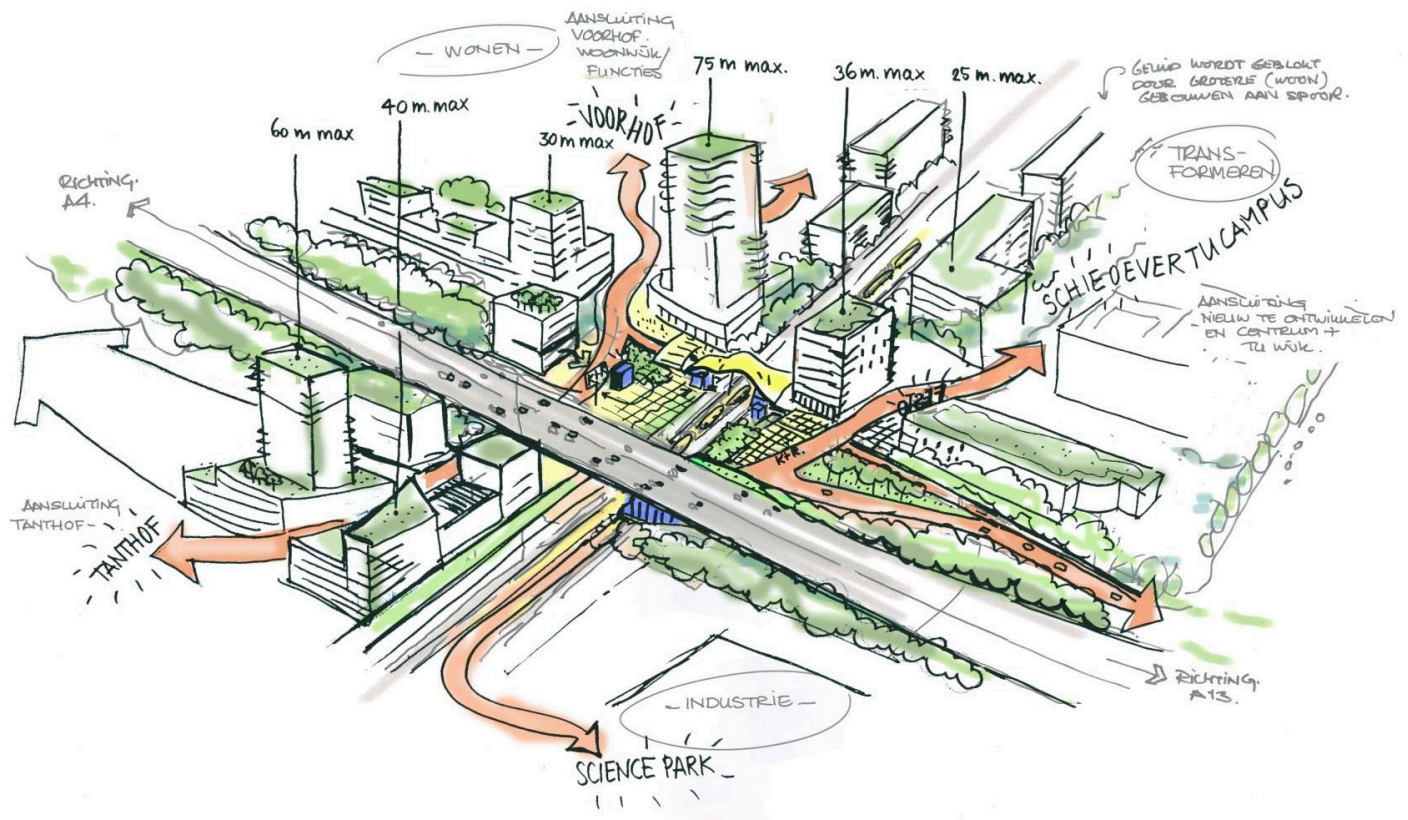 AANSLUITING
VOORHOF.
WOONWIJK/
FUNCTIES
- WONEN -
VOORHOF
75 m max.
36 m. max
25 m. max.
GELUID WORDT GEBLOKT
DOOR GROTERE (WOON)
GEBOUWEN AAN SPOOR.
40 m. max
60 m max
30 m max
TRANS-
FORMEREN
RICHTING.
A4.
SCHIEOEVER TU CAMPUS
AANSLUITING
NIEUW TE ONTWIKKELEN
EN CENTRUM +
TU WIJK.
K+R.
AANSLUITING
TANTHOF-
TANTHOF
RICHTING.
A13.
- INDUSTRIE -
SCIENCE PARK